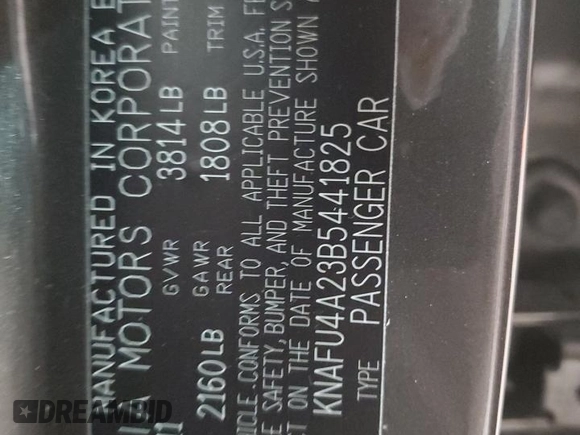 MANUFACTURED IN KOREA
MOTORS CORPORAT
GVWR 3814LB PAINT
GAWR
2160LB REAR 1808LB TRIM
CONFORMS TO ALL APPLICABLE U.S.A.
SAFETY, BUMPER, AND THEFT PREVENTION
ON THE DATE OF MANUFACTURE SHOWN
KNAFU4A23B5441825
TYPE PASSENGER CAR
DREAMBID